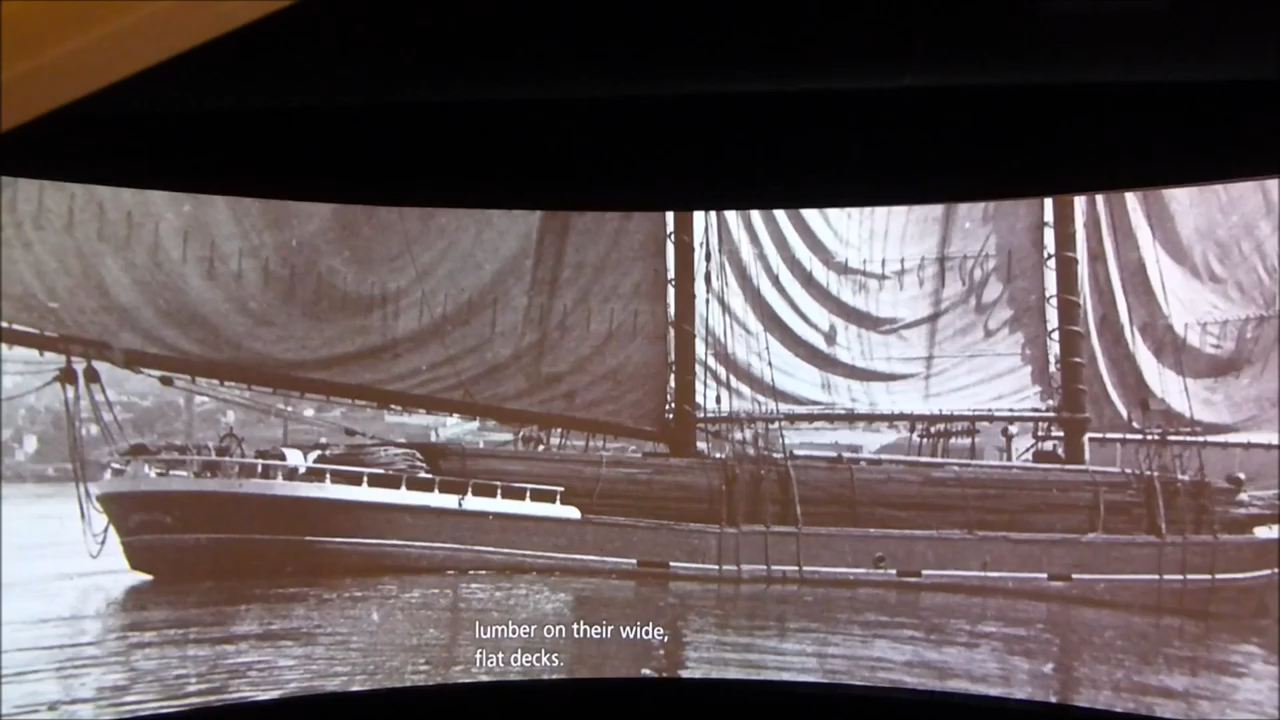 lumber on their wide,
flat decks.